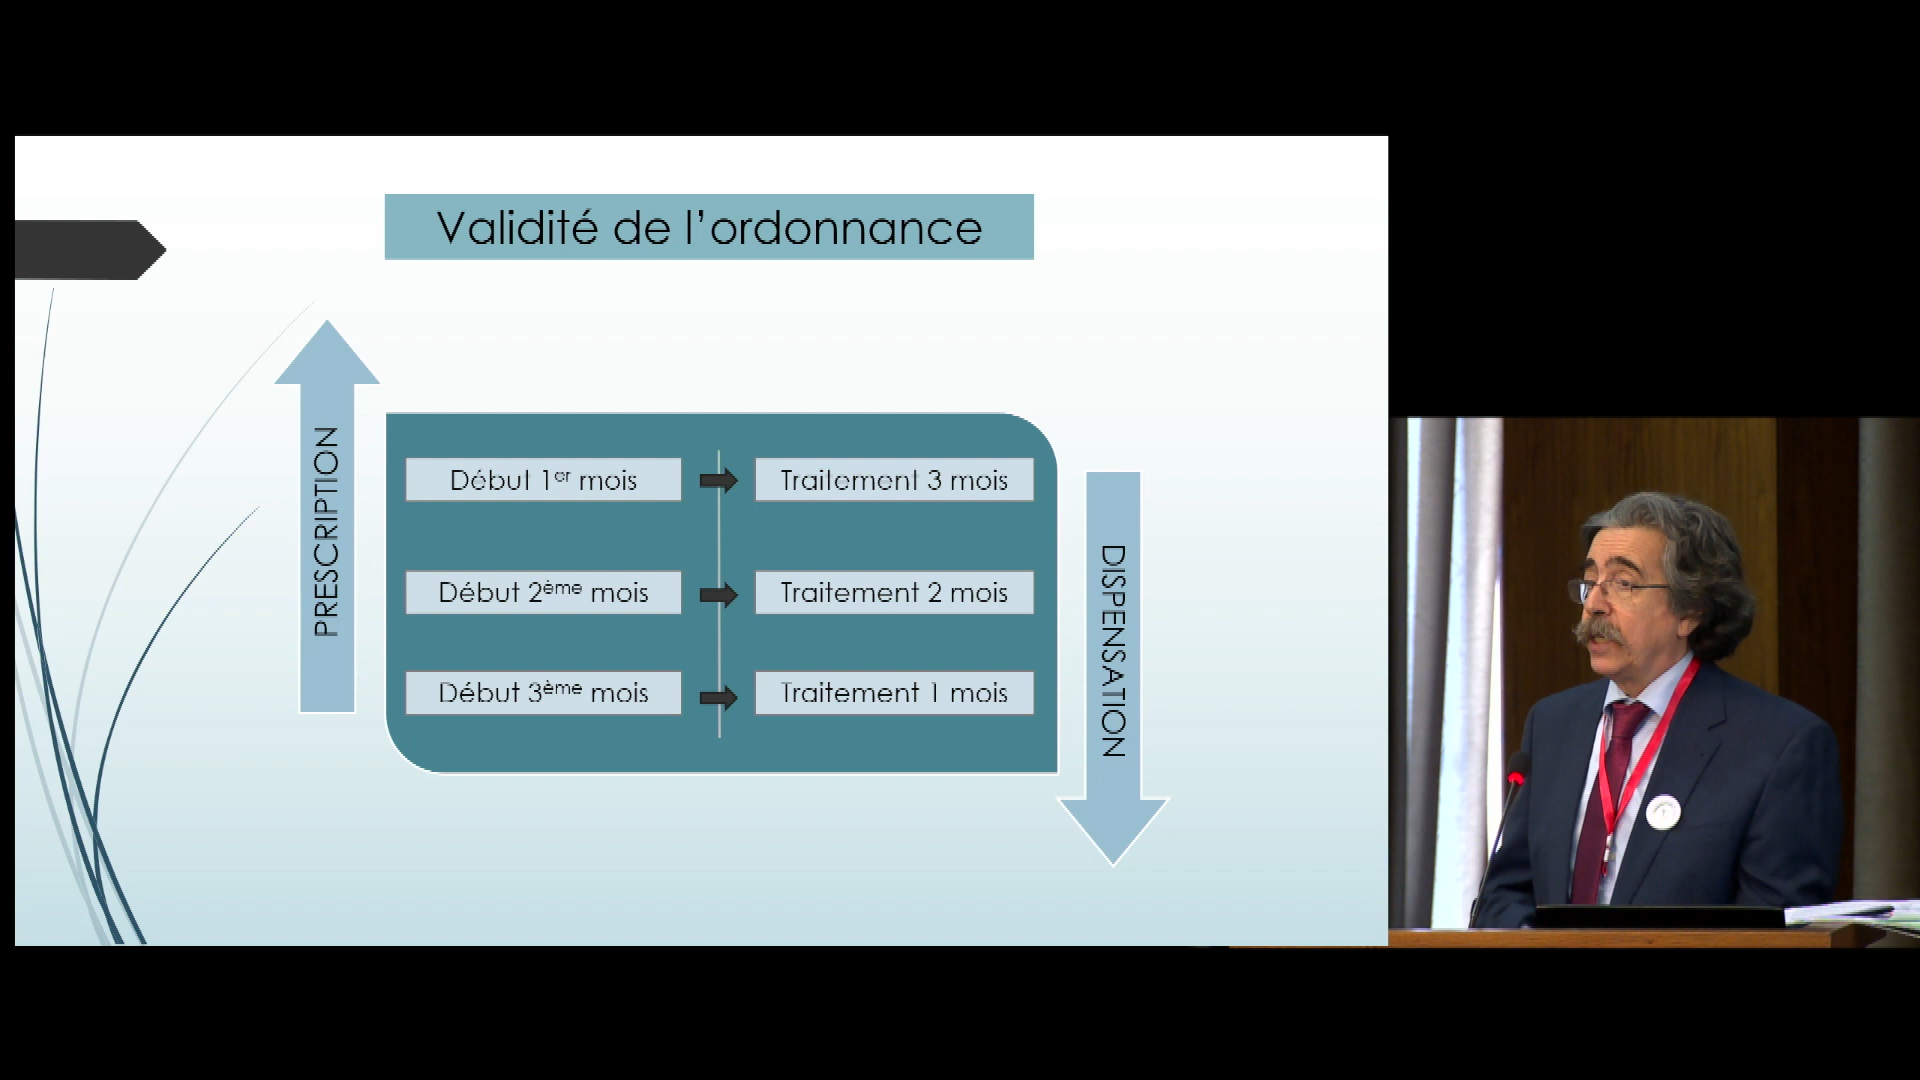 Validité de l'ordonnance
PRESCRIPTION
Début 1er mois
Traitement 3 mois
Début 2ème mois
Traitement 2 mois
Début 3ème mois
Traitement 1 mois
DISPENSATION